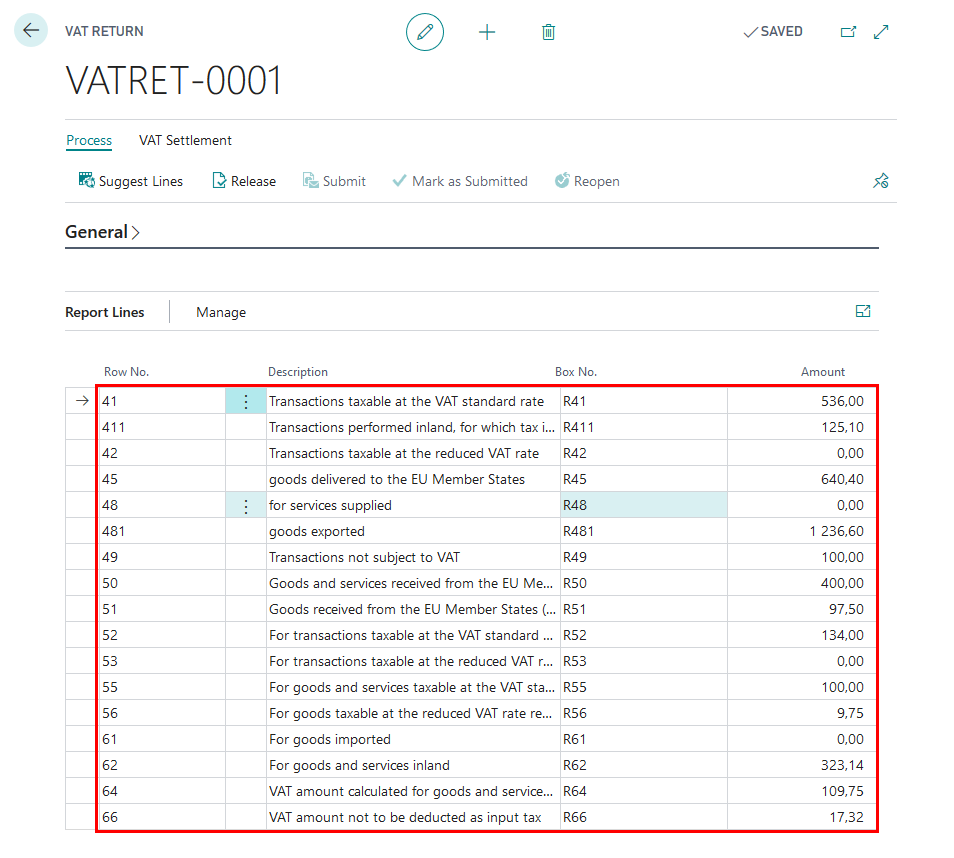 VAT RETURN
SAVED
VATRET-0001
Process VAT Settlement
Suggest Lines Release Submit Mark as Submitted Reopen
General
Report Lines Manage
Row No. Description Box No. Amount
41 Transactions taxable at the VAT standard rate R41 536,00
411 Transactions performed inland, for which tax i... R411 125,10
42 Transactions taxable at the reduced VAT rate R42 0,00
45 goods delivered to the EU Member States R45 640,40
48 for services supplied R48 0,00
481 goods exported R481 1 236,60
49 Transactions not subject to VAT R49 100,00
50 Goods and services received from the EU Me... R50 400,00
51 Goods received from the EU Member States (... R51 97,50
52 For transactions taxable at the VAT standard ... R52 134,00
53 For transactions taxable at the reduced VAT r... R53 0,00
55 For goods and services taxable at the VAT sta... R55 100,00
56 For goods taxable at the reduced VAT rate re... R56 9,75
61 For goods imported R61 0,00
62 For goods and services inland R62 323,14
64 VAT amount calculated for goods and service... R64 109,75
66 VAT amount not to be deducted as input tax R66 17,32